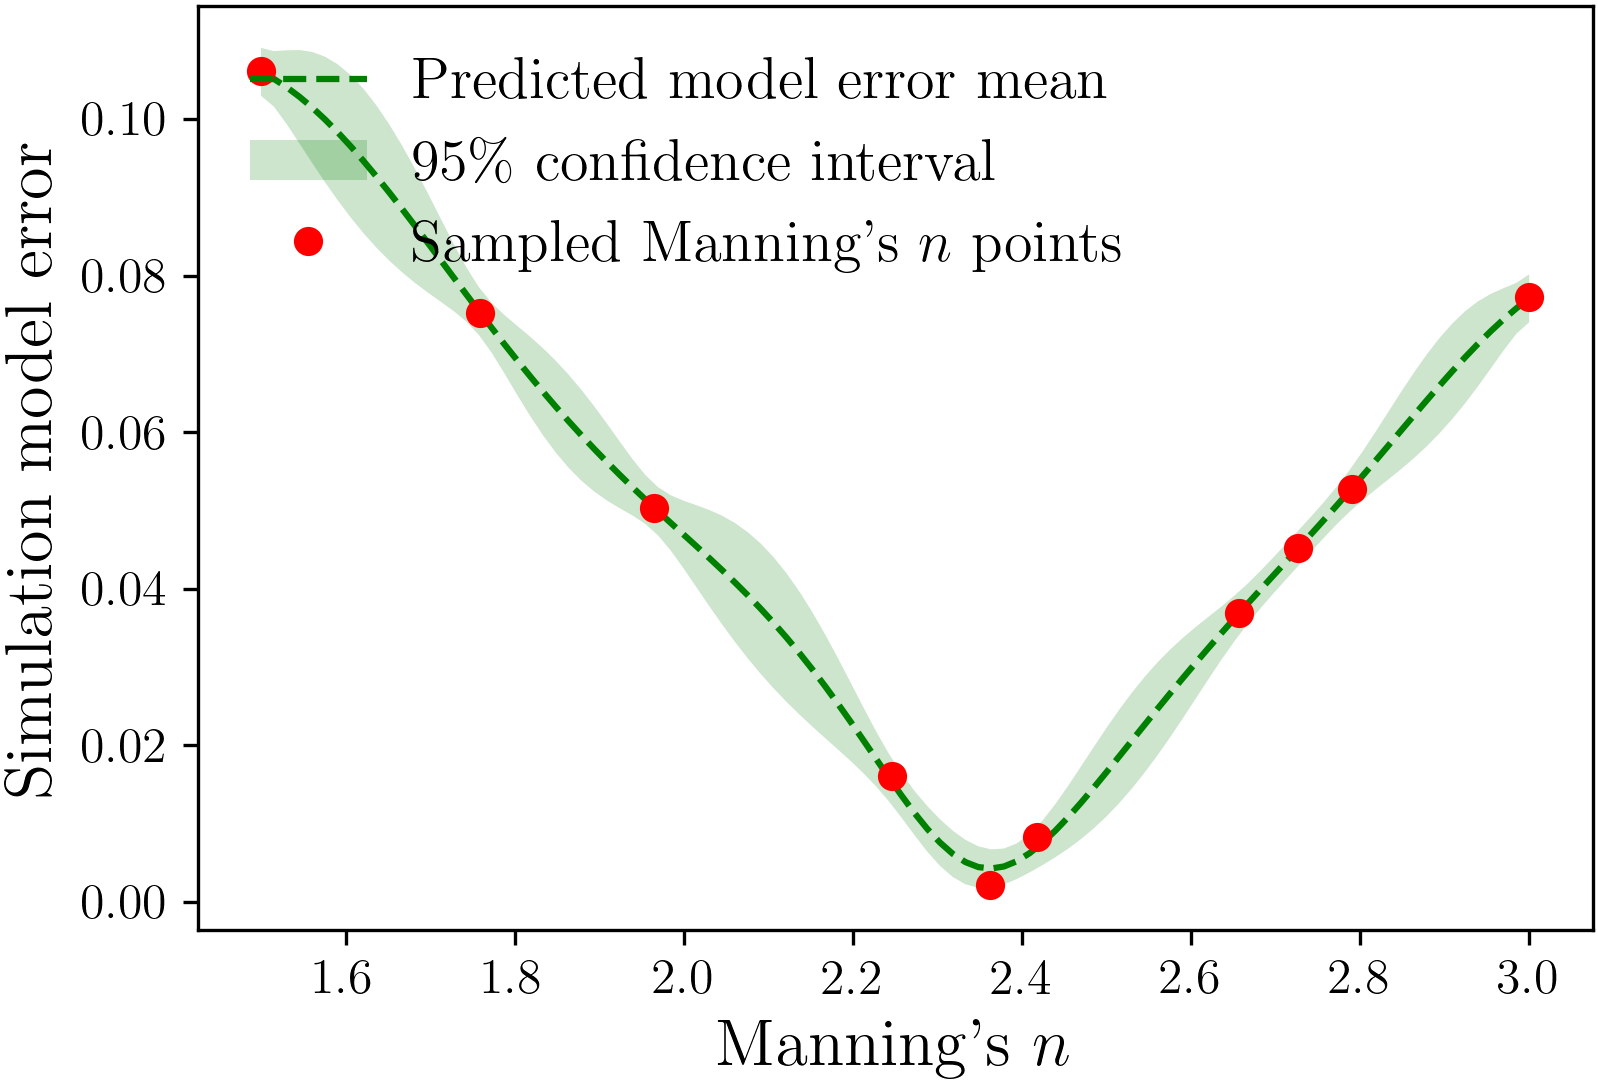 Predicted model error mean
95% confidence interval
Sampled Manning's n points
Simulation model error
0.10
0.08
0.06
0.04
0.02
0.00
1.6 1.8 2.0 2.2 2.4 2.6 2.8 3.0
Manning's n